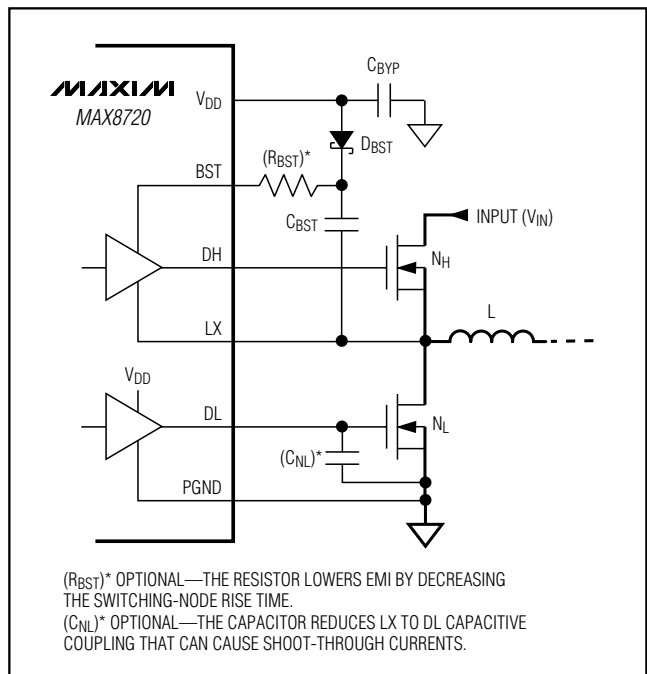 MAXIM
MAX8720
VDD
CBYP
DBST
(RBST)*
BST
CBST
INPUT (VIN)
DH
NH
L
LX
VDD
DL
NL
(CNL)*
PGND
(RBST)* OPTIONAL—THE RESISTOR LOWERS EMI BY DECREASING
THE SWITCHING-NODE RISE TIME.
(CNL)* OPTIONAL—THE CAPACITOR REDUCES LX TO DL CAPACITIVE
COUPLING THAT CAN CAUSE SHOOT-THROUGH CURRENTS.